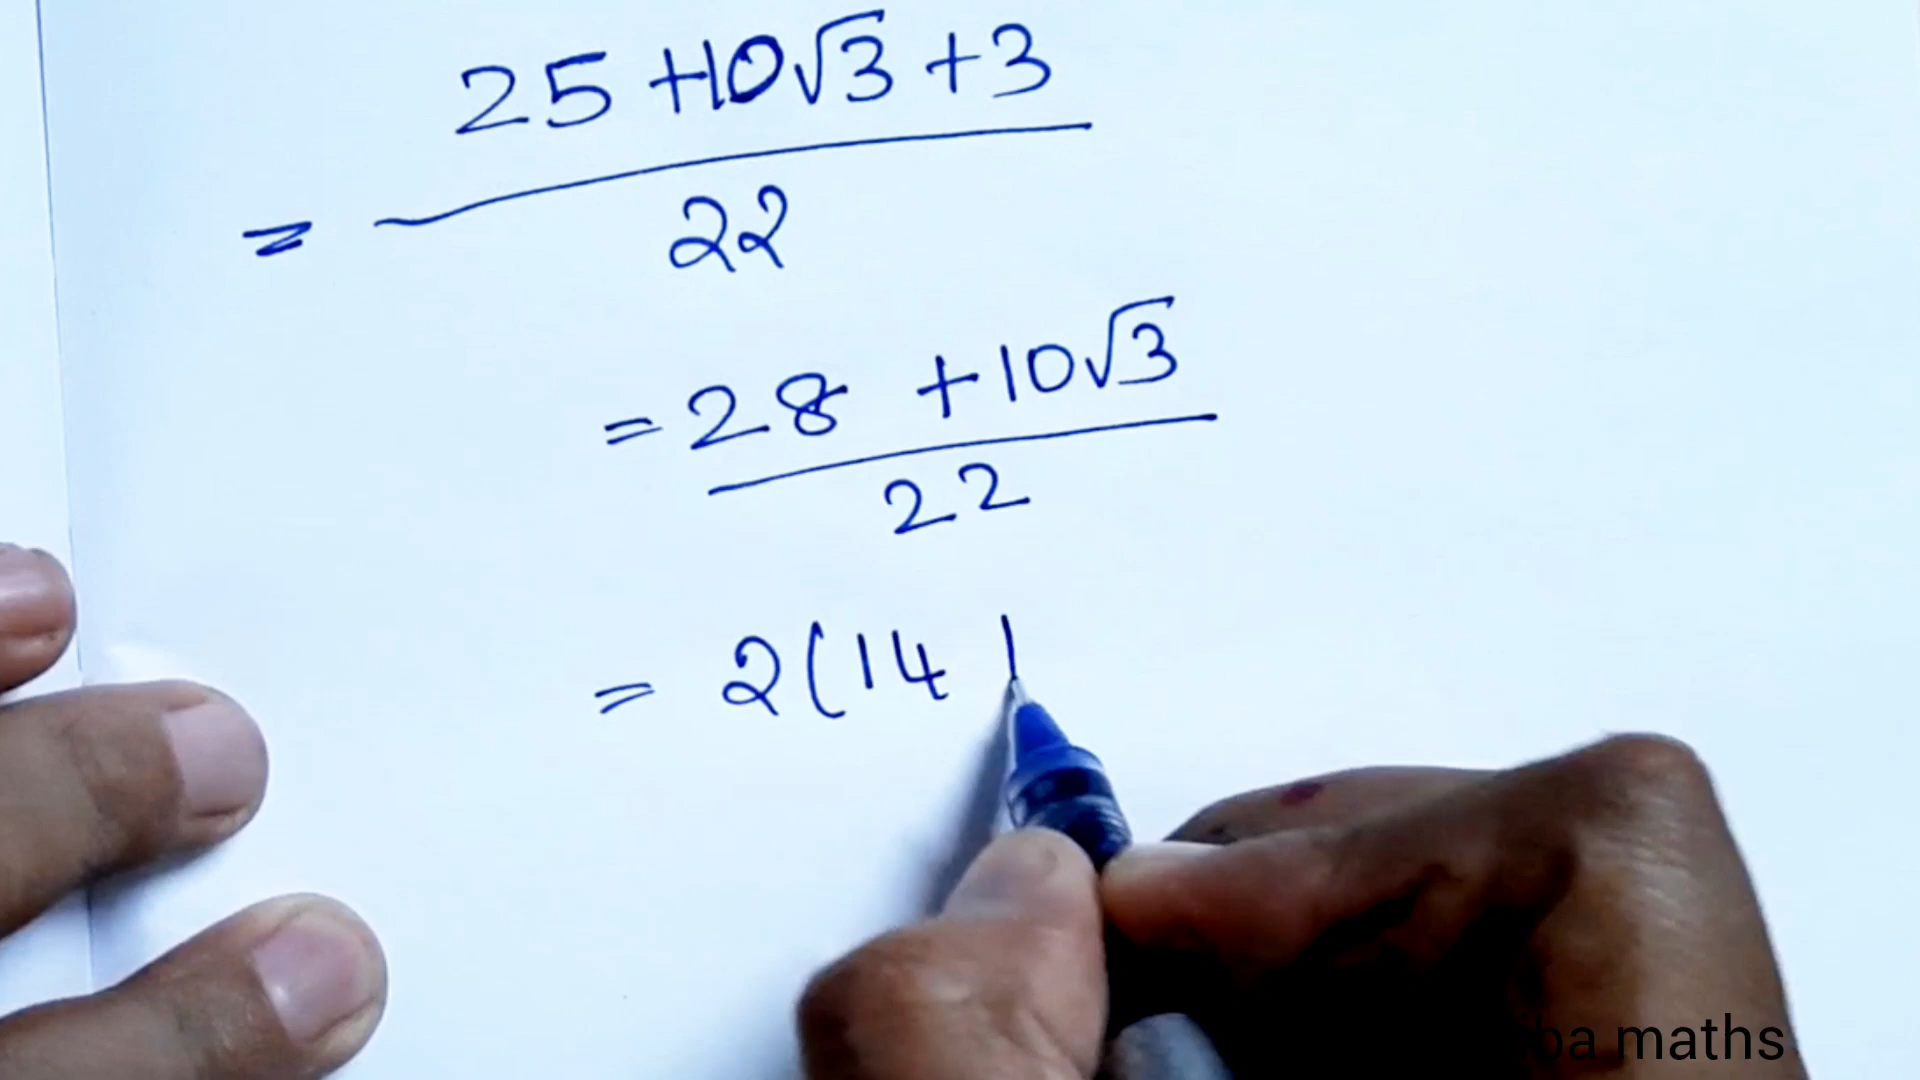 25 + 10√3 + 3
=
22
= 28 + 10√3
22
= 2(14
ba maths